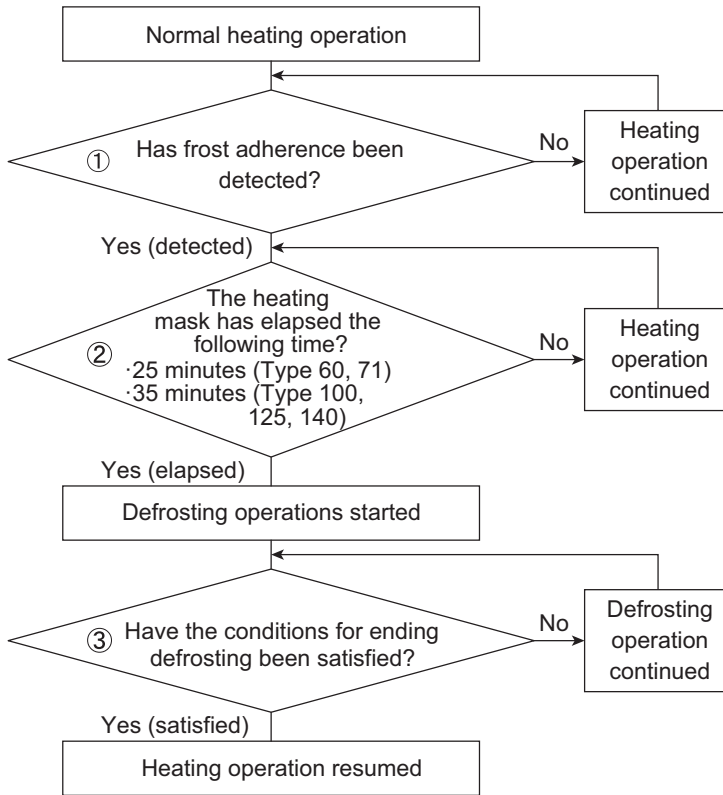 Normal heating operation
①
Has frost adherence been
detected?
No
Heating
operation
continued
Yes (detected)
②
The heating
mask has elapsed the
following time?
·25 minutes (Type 60, 71)
·35 minutes (Type 100,
125, 140)
No
Heating
operation
continued
Yes (elapsed)
Defrosting operations started
③
Have the conditions for ending
defrosting been satisfied?
No
Defrosting
operation
continued
Yes (satisfied)
Heating operation resumed